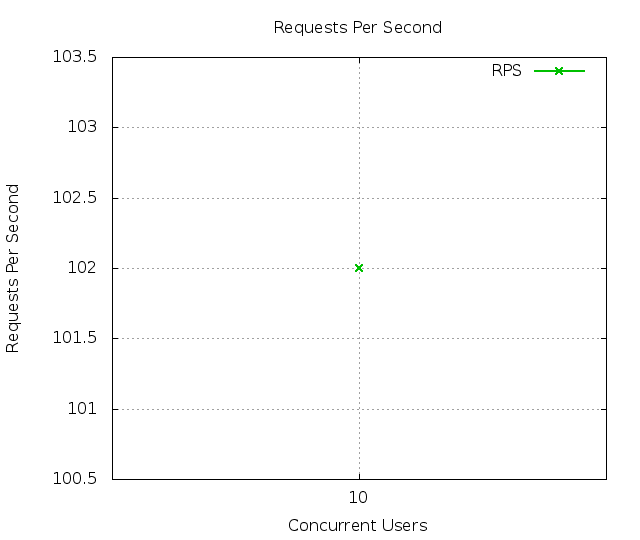 Requests Per Second
103.5
RPS
103
102.5
102
101.5
101
100.5
Requests Per Second
10
Concurrent Users